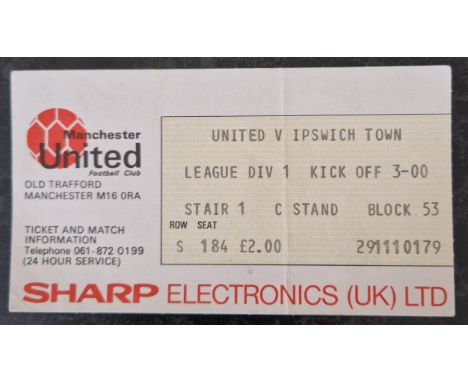 Manchester
United
Football Club
OLD TRAFFORD
MANCHESTER M16 0RA
TICKET AND MATCH
INFORMATION
Telephone 061-872 0199
(24 HOUR SERVICE)
UNITED V IPSWICH TOWN
LEAGUE DIV 1 KICK OFF 3-00
STAIR 1 C STAND BLOCK 53
ROW SEAT
S 184 £2.00 291110179
SHARP ELECTRONICS (UK) LTD